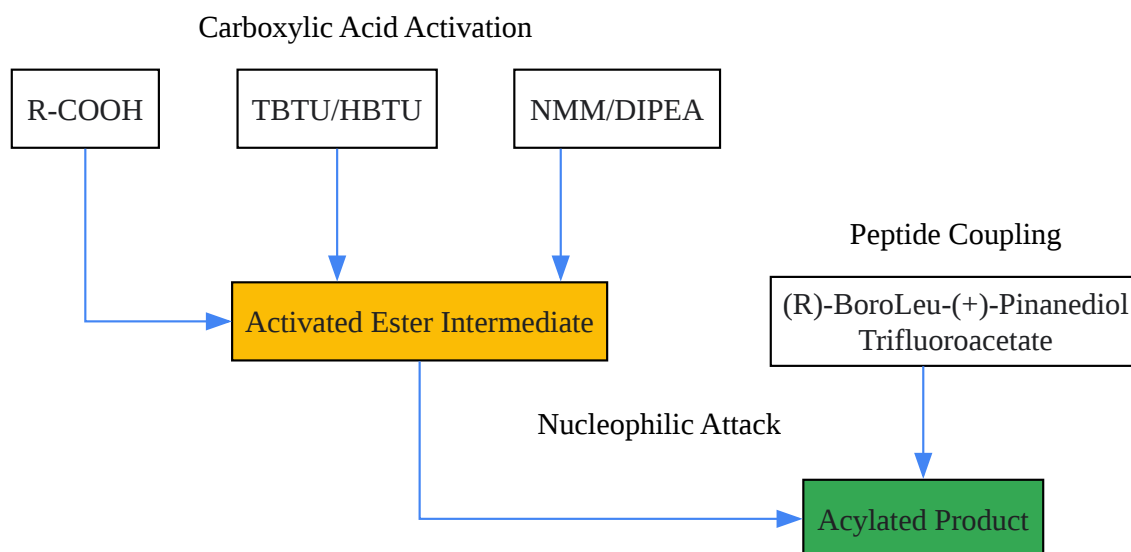 Carboxylic Acid Activation
R-COOH
TBTU/HBTU
NMM/DIPEA
Peptide Coupling
(R)-BoroLeu-(+)-Pinanediol
Trifluoroacetate
Activated Ester Intermediate
Nucleophilic Attack
Acylated Product